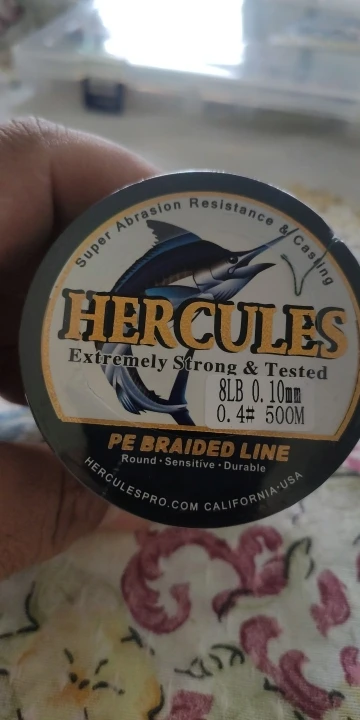 Super Abrasion Resistance & Casting
HERCULES
Extremely Strong & Tested
8LB 0.10mm
0.4# 500M
PE BRAIDED LINE
Round • Sensitive • Durable
HERCULESPRO.COM CALIFORNIA•USA